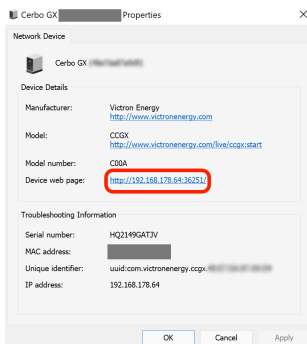 Cerbo GX Properties
Network Device
Cerbo GX
Device Details
Manufacturer: Victron Energy
http://www.victronenergy.com
Model: CCGX
http://www.victronenergy.com/live/ccgx:start
Model number: C00A
Device web page: http://192.168.178.64:36251/
Troubleshooting Information
Serial number: HQ2149GATJV
MAC address:
Unique identifier: uuid:com.victronenergy.ccgx.
IP address: 192.168.178.64
OK Cancel Apply